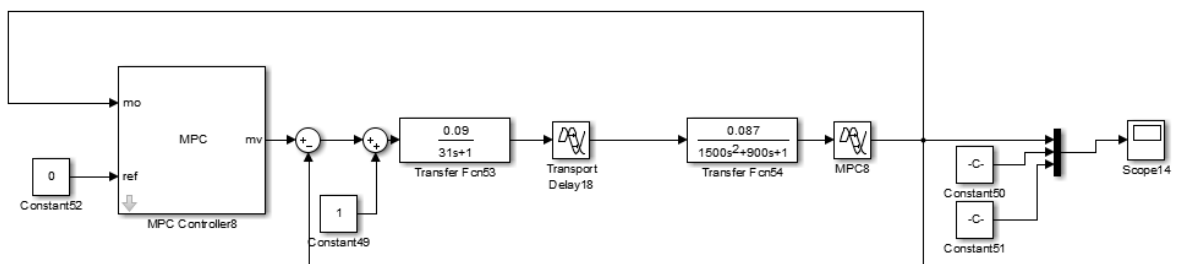 mo
MPC
mv
ref
MPC Controller8
0
Constant52
+
-
+
+
1
Constant49
0.09
31s+1
Transfer Fcn53
Transport
Delay18
0.087
1500s²+900s+1
Transfer Fcn54
MPC8
-C-
Constant50
-C-
Constant51
Scope14